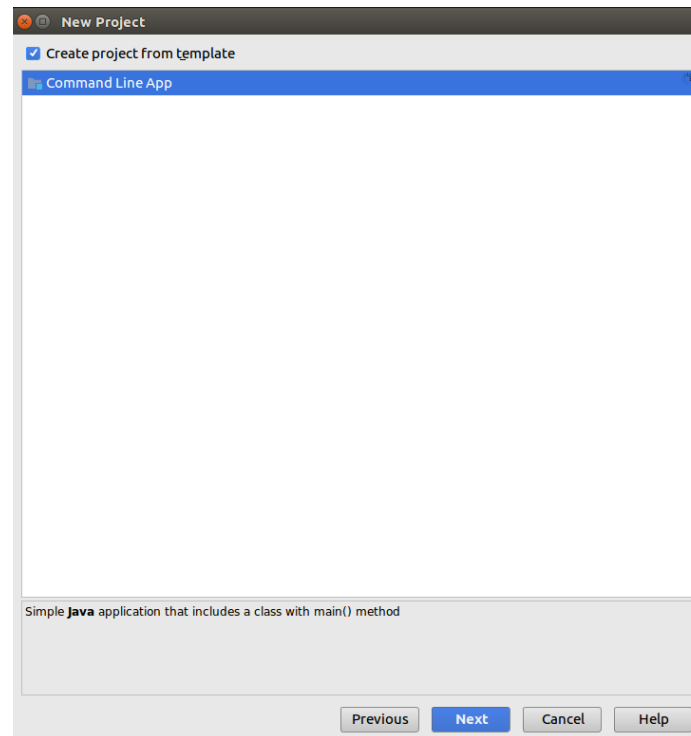 New Project
Create project from template
Command Line App
Simple Java application that includes a class with main() method
Previous Next Cancel Help